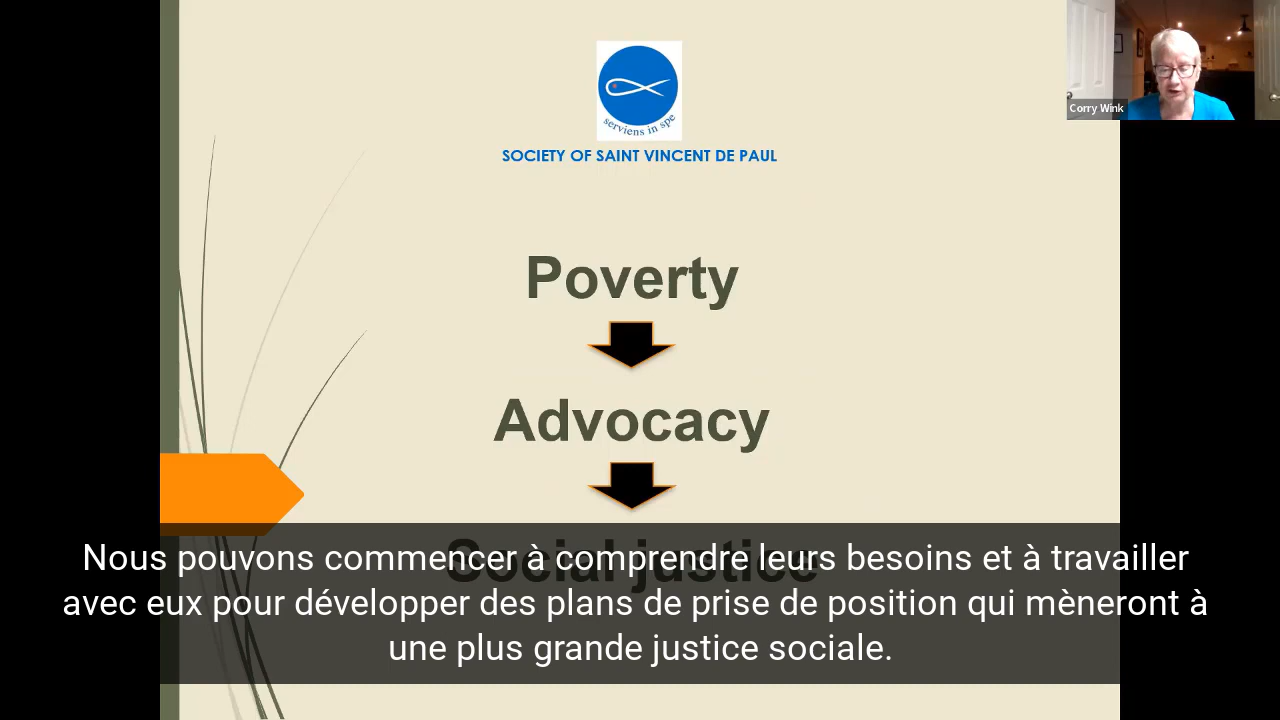 serviens in spe
SOCIETY OF SAINT VINCENT DE PAUL
Corry Wink
Poverty
Advocacy
Social justice
Nous pouvons commencer à comprendre leurs besoins et à travailler
avec eux pour développer des plans de prise de position qui mèneront à
une plus grande justice sociale.